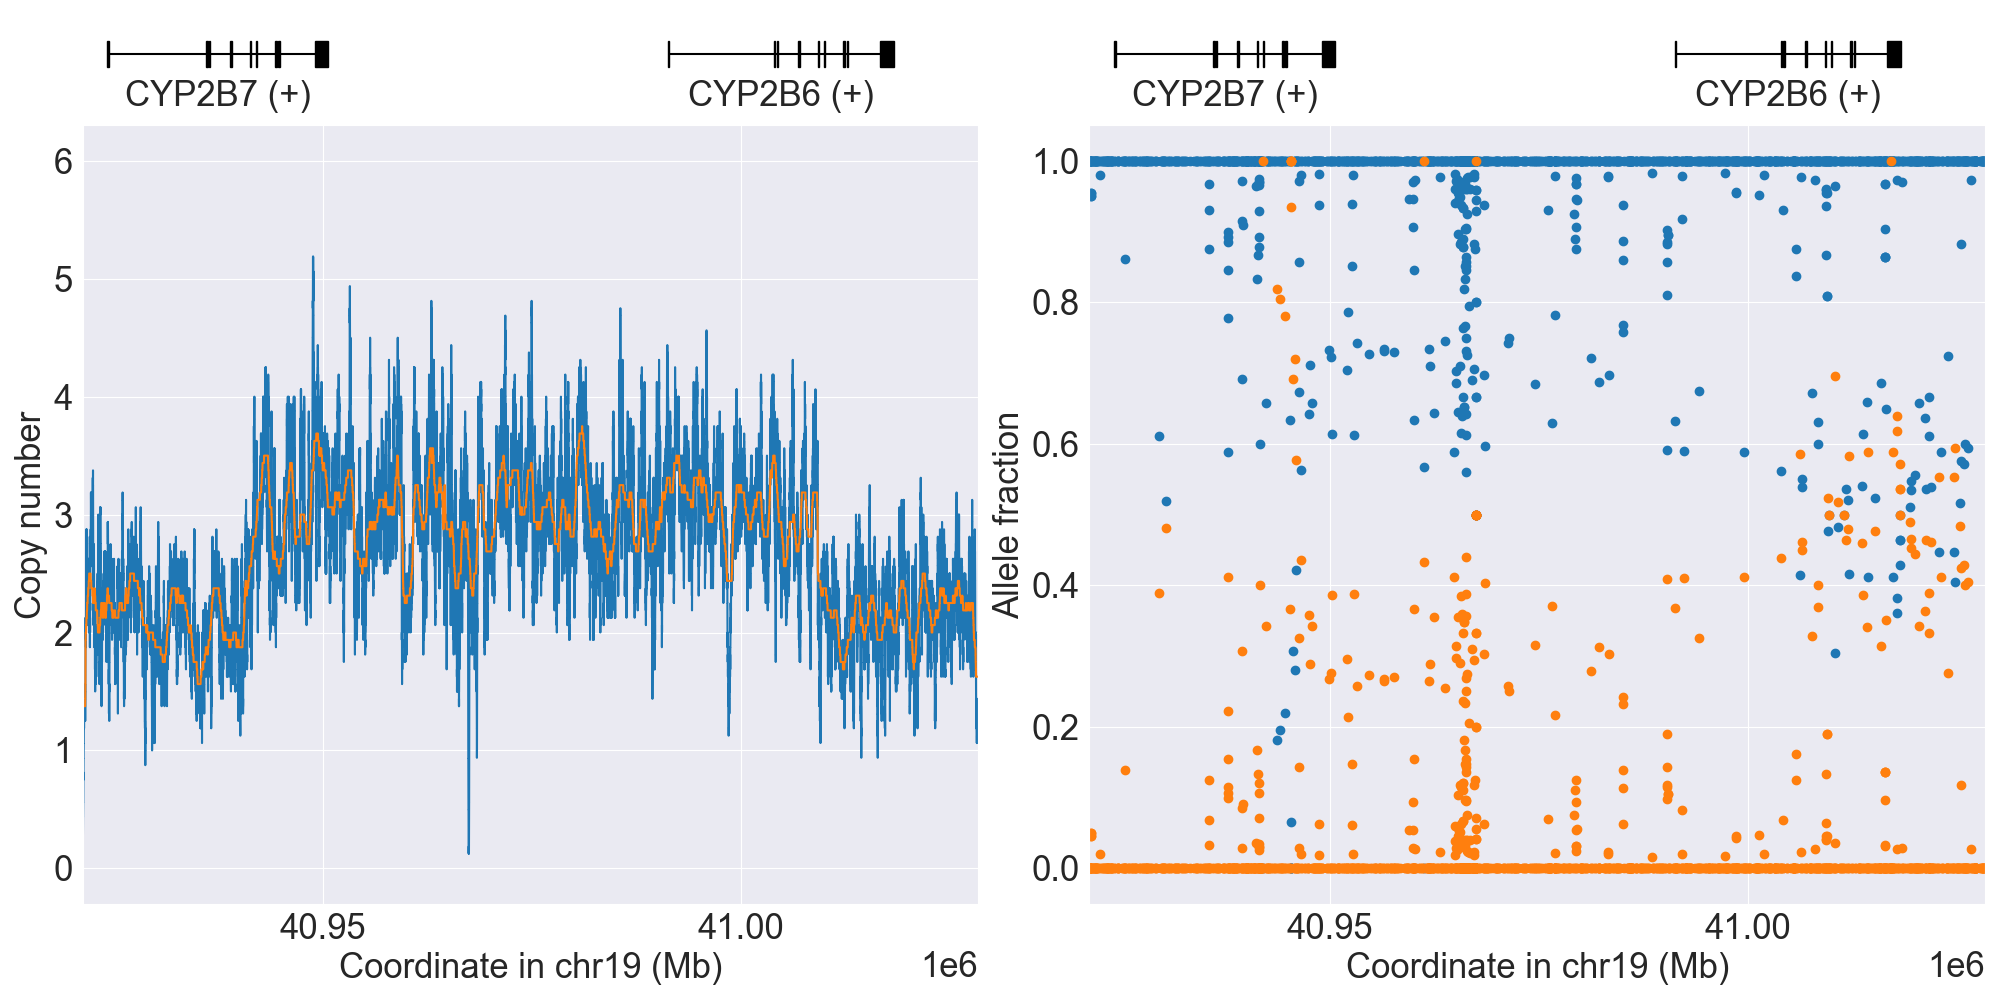 CYP2B7 (+) CYP2B6 (+)
6
5
4
3
2
1
0
Copy number
40.95 41.00
Coordinate in chr19 (Mb) 1e6
CYP2B7 (+) CYP2B6 (+)
1.0
0.8
0.6
0.4
0.2
0.0
Allele fraction
40.95 41.00
Coordinate in chr19 (Mb) 1e6